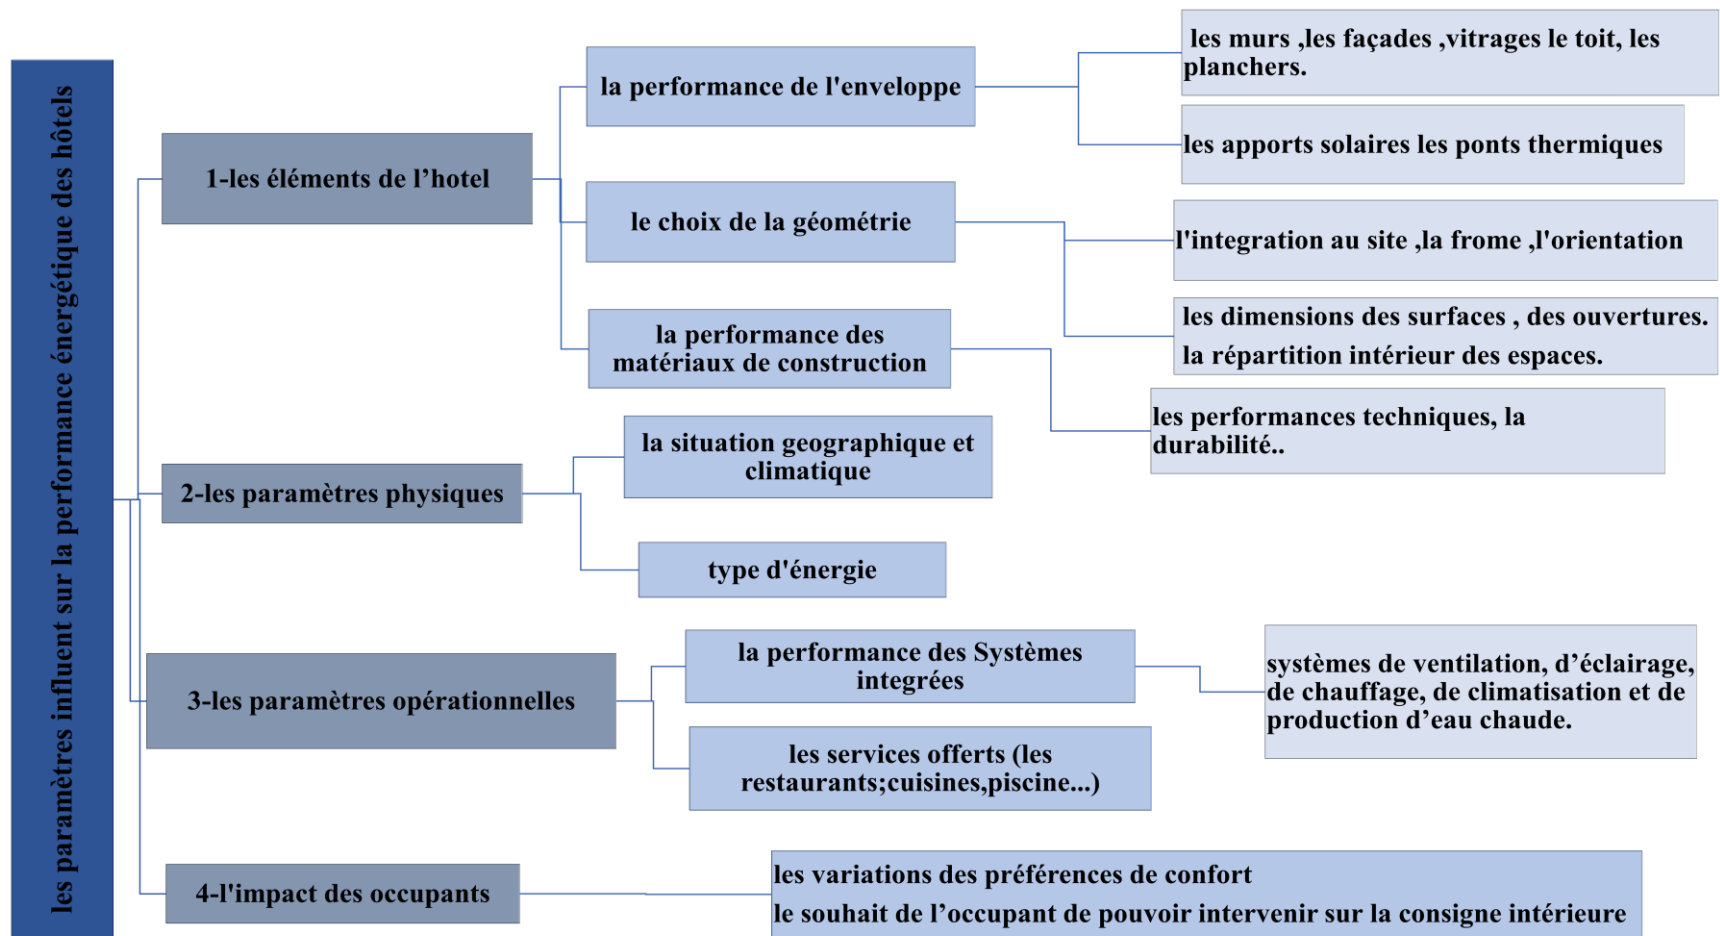 les paramètres influent sur la performance énergétique des hôtels
1-les éléments de l’hotel
la performance de l'enveloppe
les murs ,les façades ,vitrages le toit, les
planchers.
les apports solaires les ponts thermiques
le choix de la géométrie
l'integration au site ,la frome ,l'orientation
les dimensions des surfaces , des ouvertures.
la répartition intérieur des espaces.
la performance des
matériaux de construction
les performances techniques, la
durabilité..
2-les paramètres physiques
la situation geographique et
climatique
type d'énergie
3-les paramètres opérationnelles
la performance des Systèmes
integrées
systèmes de ventilation, d’éclairage,
de chauffage, de climatisation et de
production d’eau chaude.
les services offerts (les
restaurants;cuisines,piscine...)
4-l'impact des occupants
les variations des préférences de confort
le souhait de l’occupant de pouvoir intervenir sur la consigne intérieure